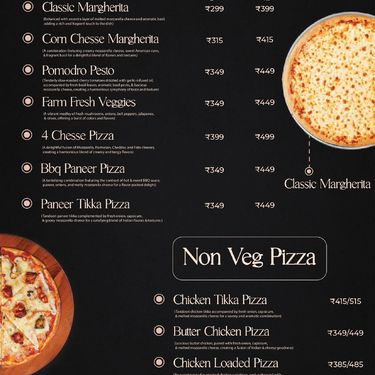 Classic Margherita ₹299 ₹399
(Enhanced with a extra layer of melted mozzarella cheese and aromatic basil,
adding a rich and fragrant touch to the dish)
Corn Chesse Margherita ₹315 ₹415
(A combination featuring creamy mozzarella cheese, sweet American corn,
& fragrant basil for a delightful blend of flavors and textures)
Pomodro Pesto ₹349 ₹449
(Tenderly slow-roasted cherry tomatoes drizzled with garlic-infused oil,
accompanied by fresh basil leaves, aromatic basil pesto, & luscious
mozzarella cheese, creating a harmonious symphony of taste and texture)
Farm Fresh Veggies ₹349 ₹449
(A vibrant medley of fresh mushrooms, onions, bell peppers, jalapenos,
& olives, offering a burst of colors and flavors)
4 Chesse Pizza ₹399 ₹499
(A delightful fusion of Mozzarella, Parmesan, Cheddar, and Feta cheeses,
creating a harmonious blend of creamy and tangy flavors)
Bbq Paneer Pizza ₹349 ₹449
(A tantalizing combination featuring the content of hot & sweet BBQ sauce
paneer, onions, and melty mozzarella cheese for a flavor-packed delight)
Paneer Tikka Pizza ₹349 ₹449
(Tandoori paneer tikka complemented by fresh onion, capsicum,
& gooey mozzarella cheese for a satisfying blend of Indian flavors & textures)
Classic Margherita
Non Veg Pizza
Chicken Tikka Pizza ₹415/515
(Tandoori chicken tikka accompanied by fresh onion, capsicum,
& melted mozzarella cheese for a savory and aromatic combination)
Butter Chicken Pizza ₹349/449
(Luscious butter chicken, paired with fresh onion, capsicum,
& melted mozzarella cheese, creating a fusion of Indian & cheesy goodness)
Chicken Loaded Pizza ₹385/485